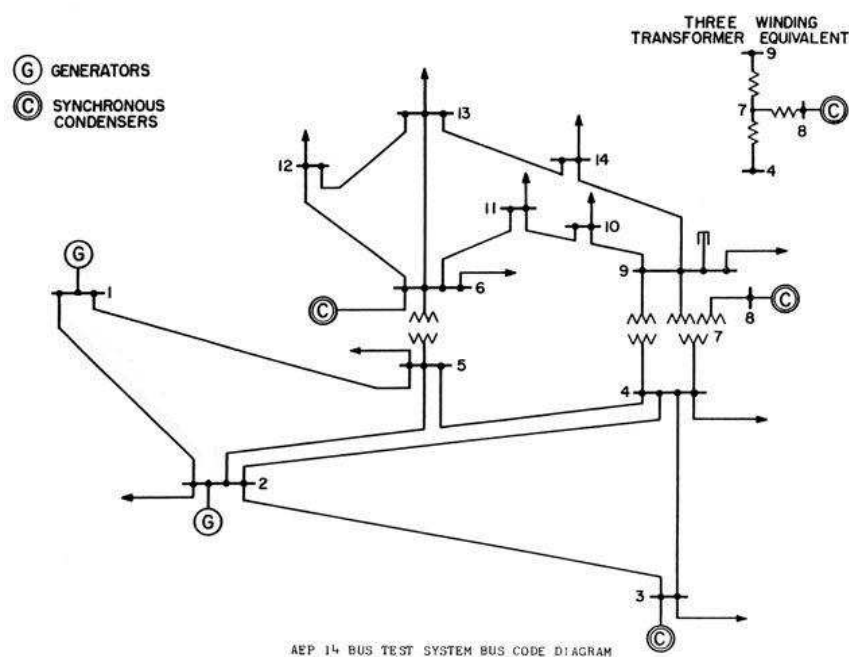 THREE WINDING
TRANSFORMER EQUIVALENT
9
7
8
C
4
G GENERATORS
C SYNCHRONOUS
CONDENSERS
13
12
14
11
10
G
1
9
6
C
8
C
7
5
4
2
G
3
C
AEP 14 BUS TEST SYSTEM BUS CODE DIAGRAM